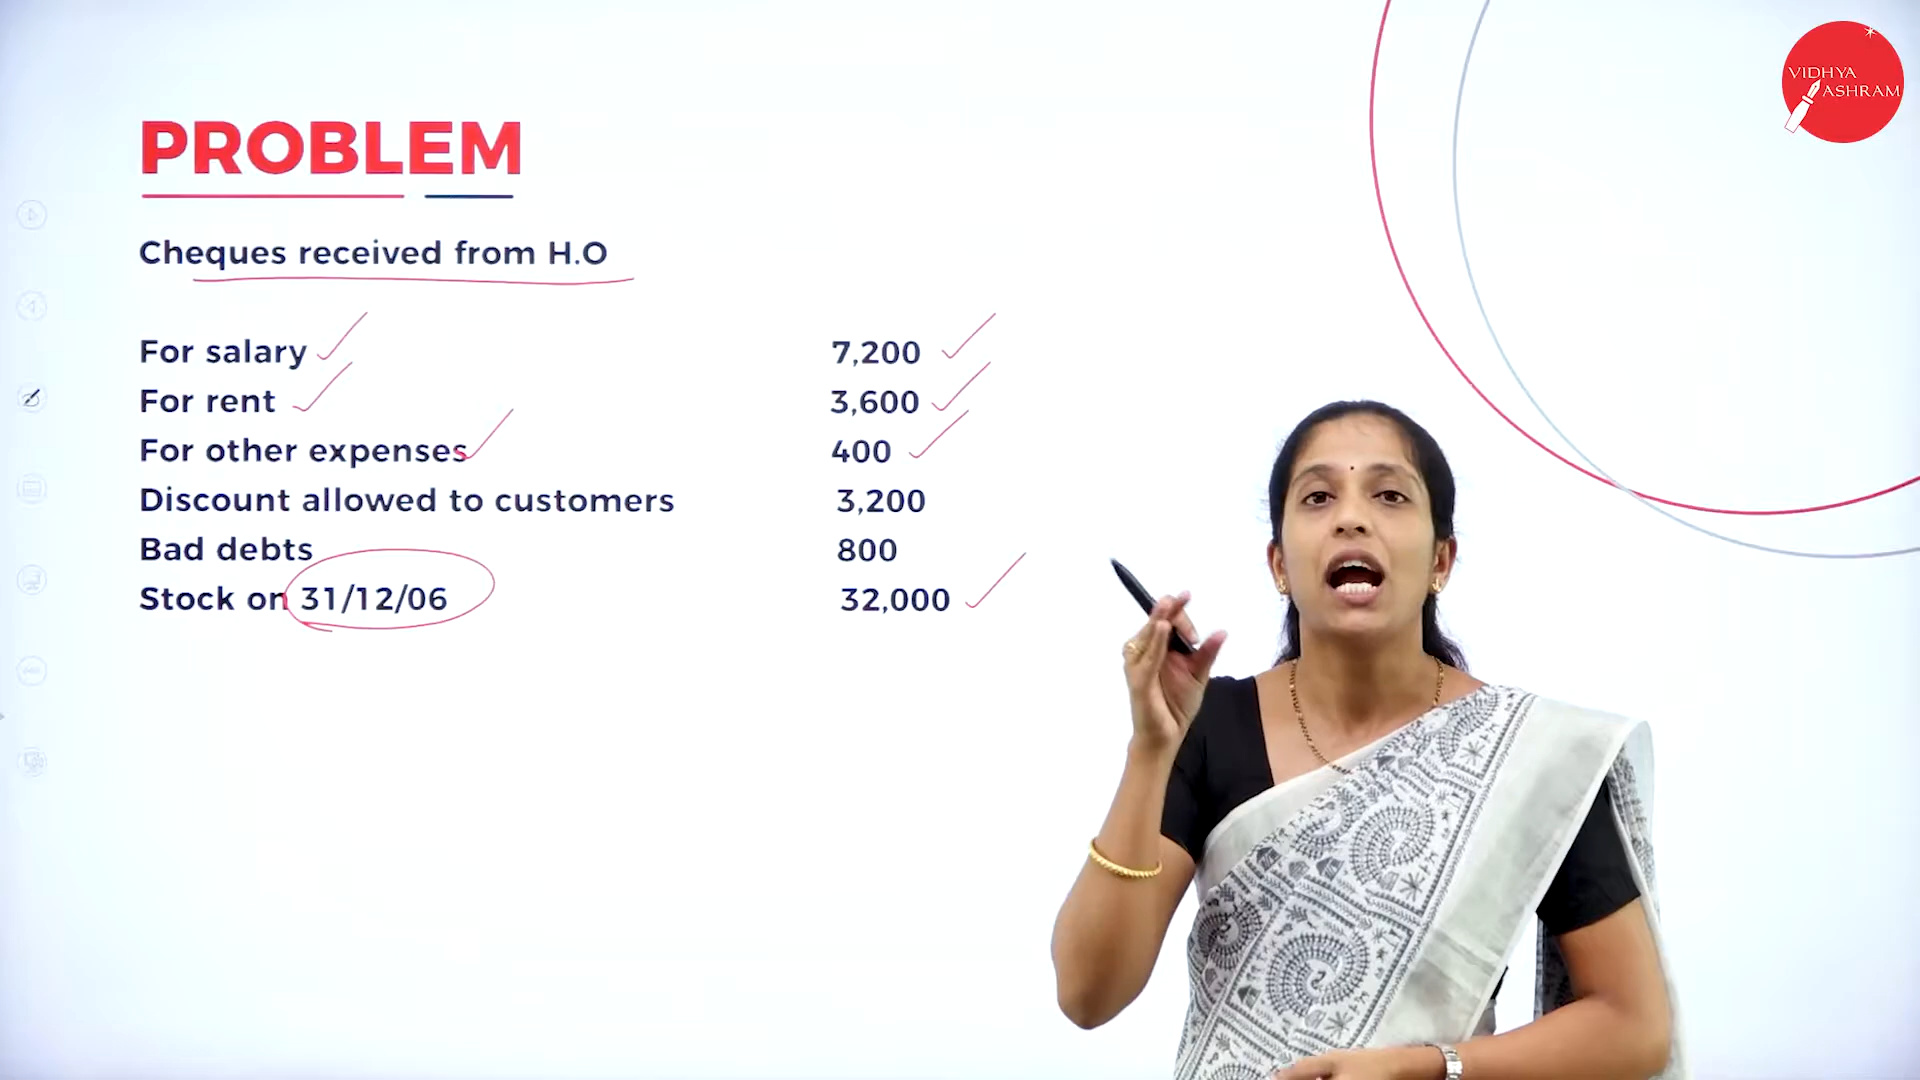 VIDHYA
ASHRAM
PROBLEM
Cheques received from H.O
For salary 7,200
For rent 3,600
For other expenses 400
Discount allowed to customers 3,200
Bad debts 800
Stock on 31/12/06 32,000